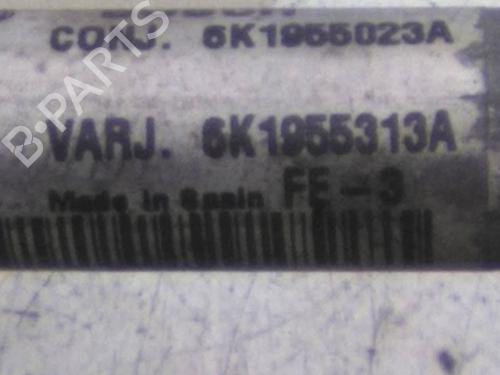 CONJ. 6K1955023A
VARJ. 6K1955313A
Made in Spain FE-3
B-PARTS